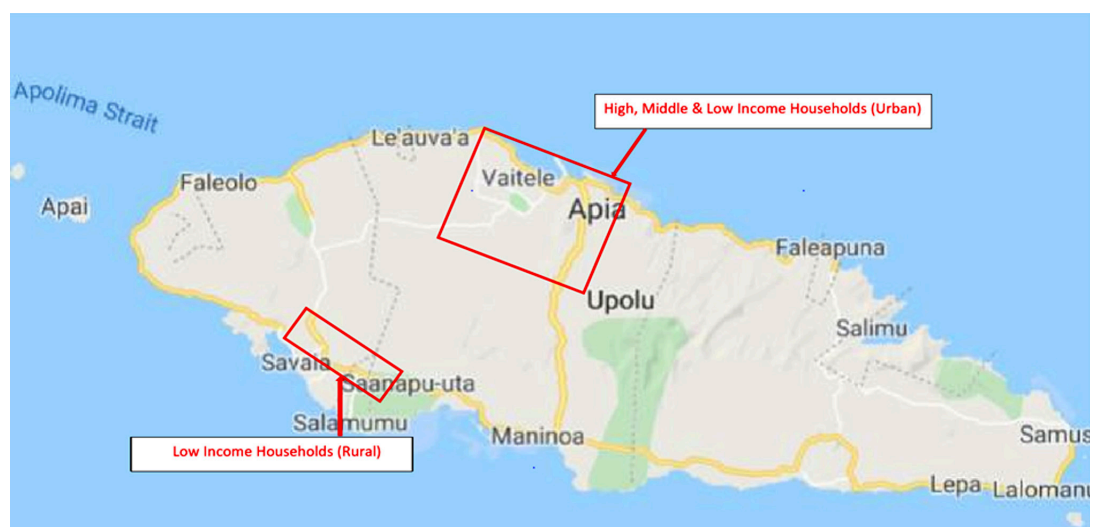 Apolima Strait
High, Middle & Low Income Households (Urban)
Le'auva'a
Vaitele
Faleolo
Apai
Apia
Faleapuna
Upolu
Salimu
Savaia
Saanapu-uta
Salamumu
Maninoa
Samus
Low Income Households (Rural)
Lepa
Lalomanu